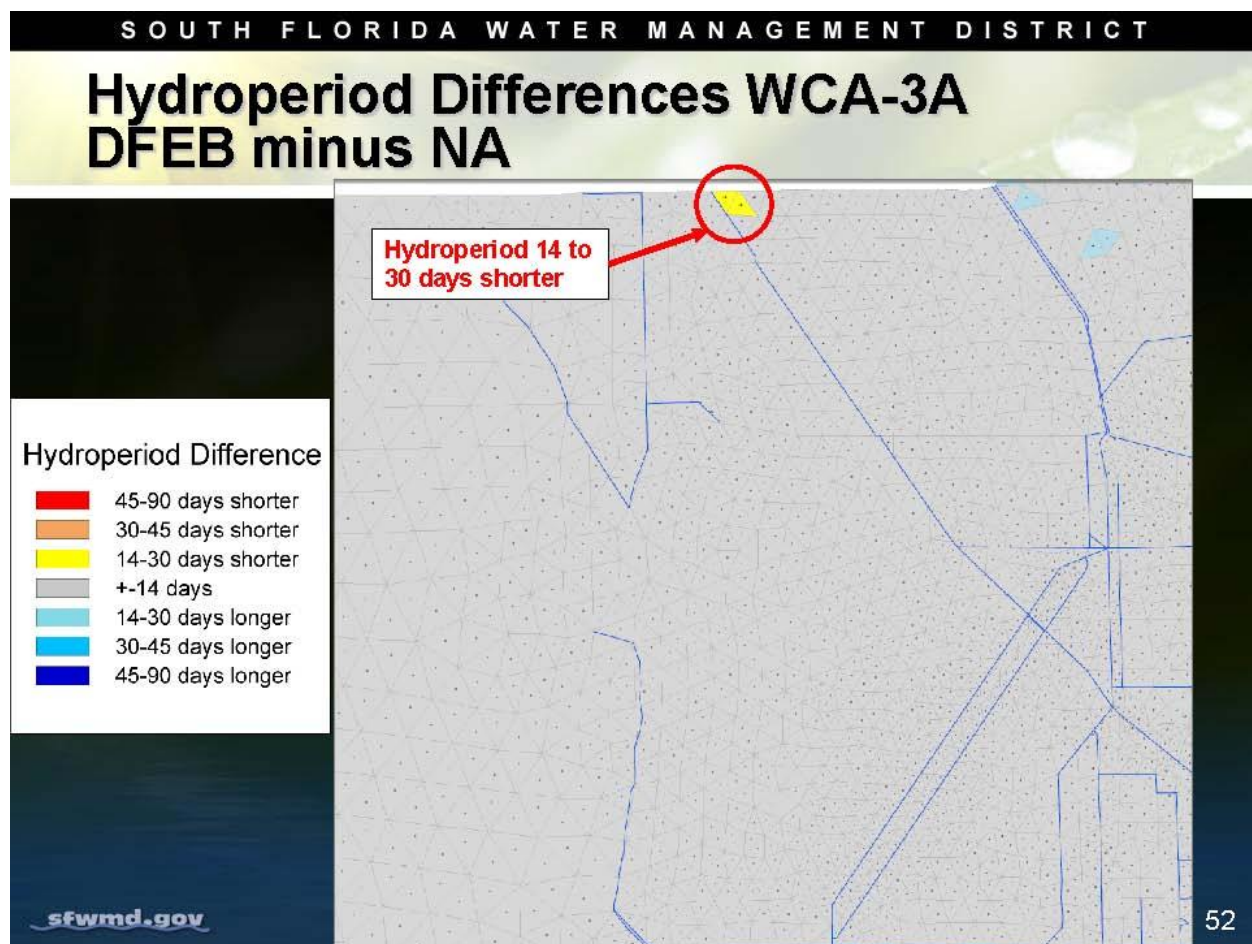 SOUTH FLORIDA WATER MANAGEMENT DISTRICT
Hydroperiod Differences WCA-3A
DFEB minus NA
Hydroperiod 14 to
30 days shorter
Hydroperiod Difference
45-90 days shorter
30-45 days shorter
14-30 days shorter
+-14 days
14-30 days longer
30-45 days longer
45-90 days longer
sfwmd.gov
52